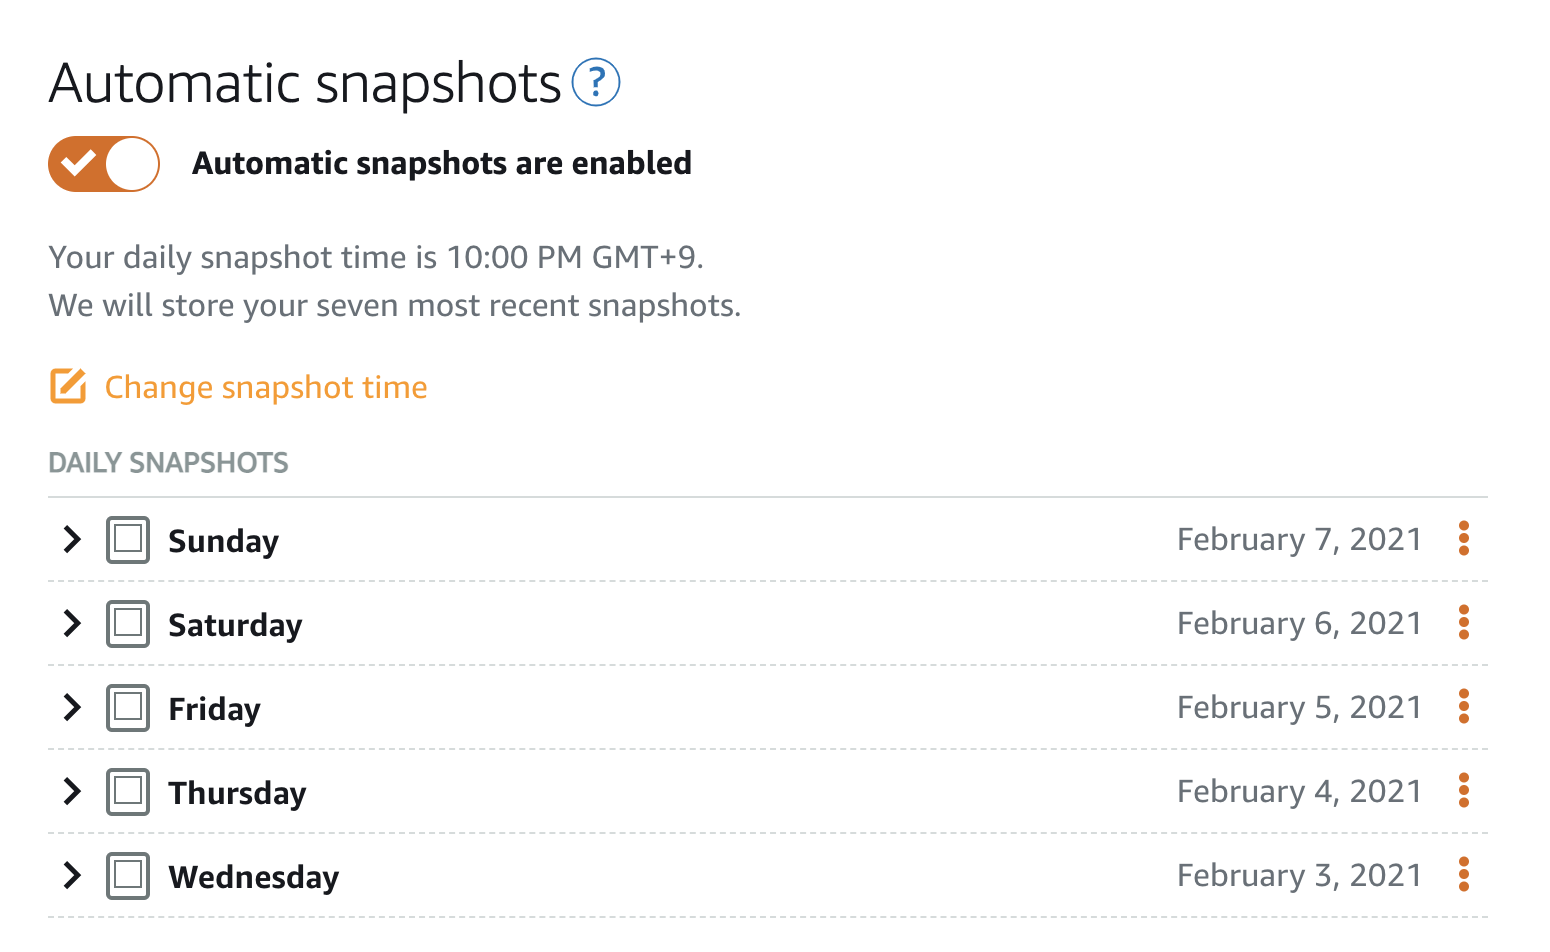 Automatic snapshots ?
Automatic snapshots are enabled
Your daily snapshot time is 10:00 PM GMT+9.
We will store your seven most recent snapshots.
Change snapshot time
DAILY SNAPSHOTS
Sunday February 7, 2021
Saturday February 6, 2021
Friday February 5, 2021
Thursday February 4, 2021
Wednesday February 3, 2021